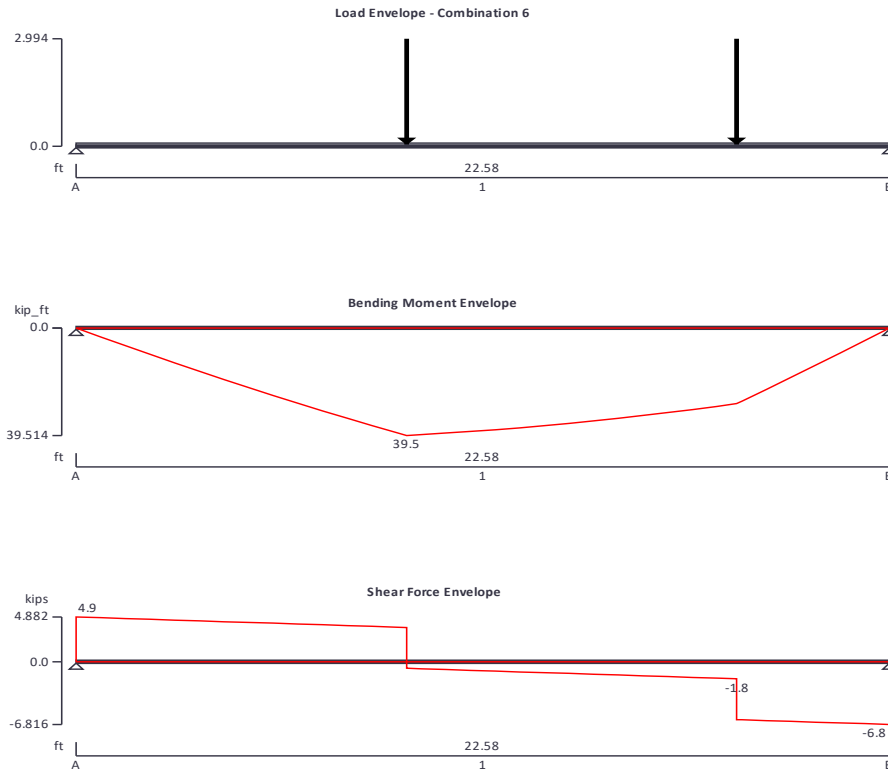 Load Envelope - Combination 6
2.994
0.0
ft
22.58
A
1
B
Bending Moment Envelope
kip_ft
0.0
39.514
39.5
ft
22.58
A
1
B
Shear Force Envelope
kips
4.9
4.882
0.0
-1.8
-6.816
-6.8
ft
22.58
A
1
B